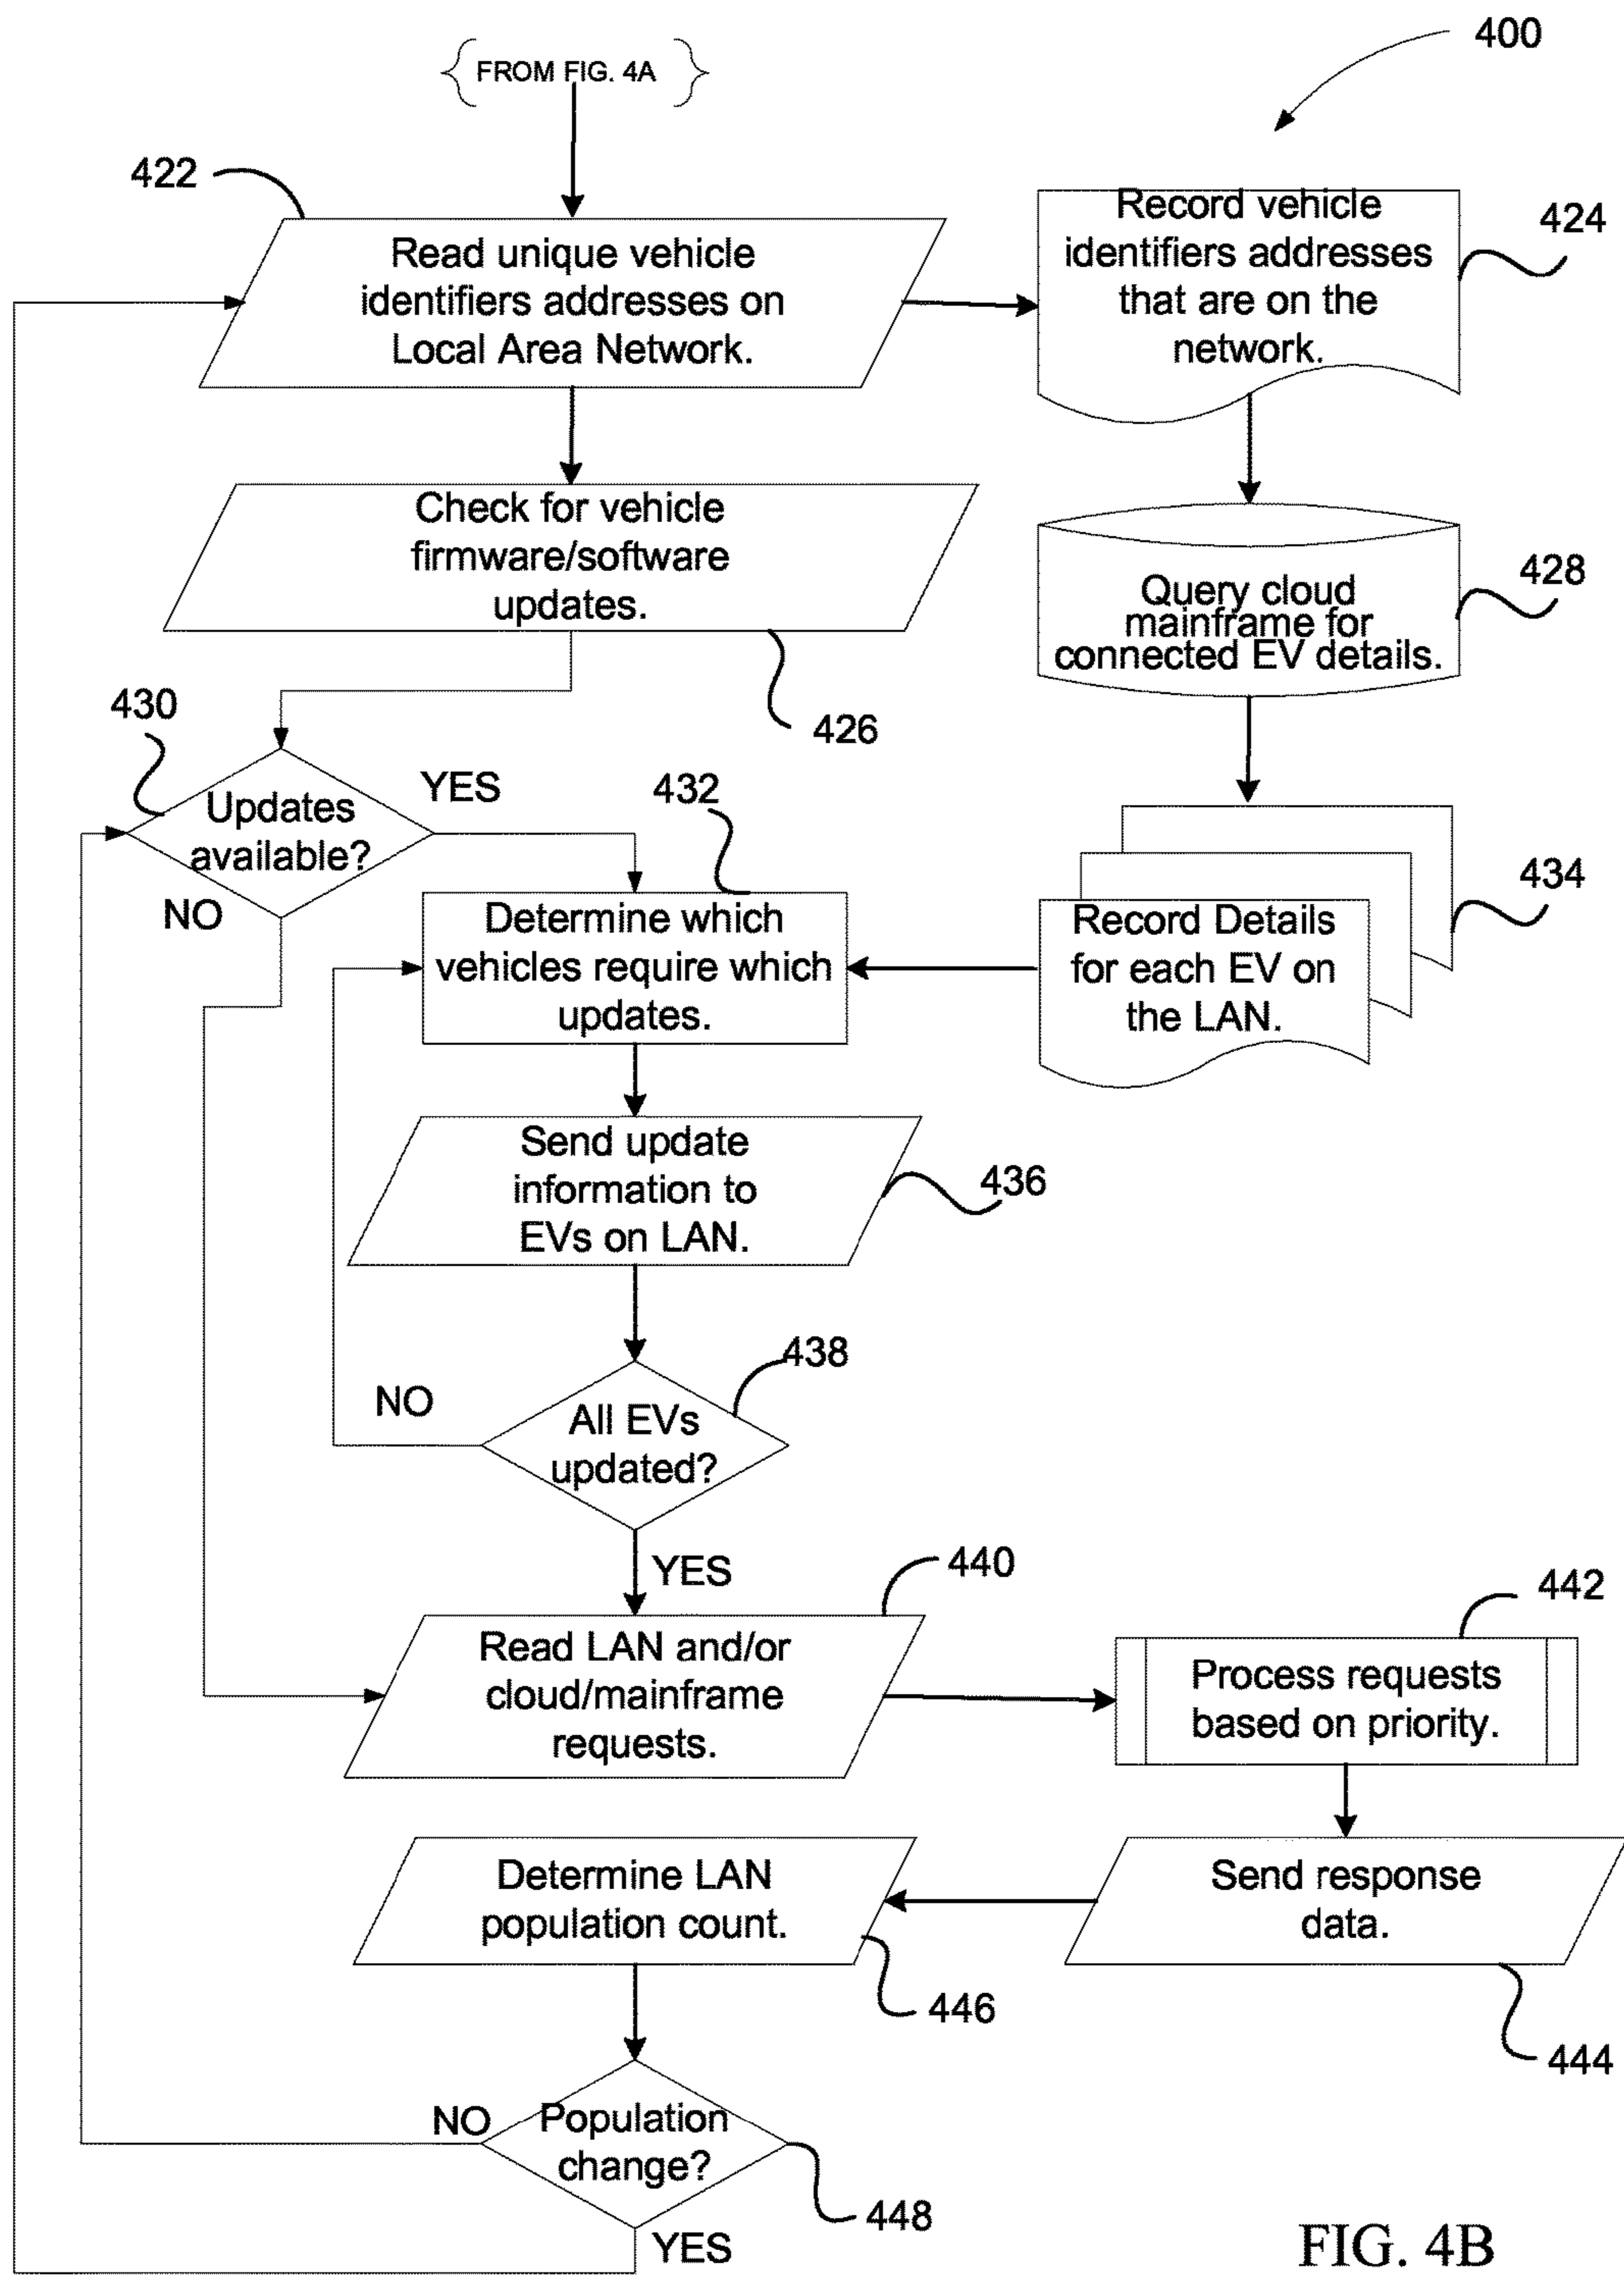 400
FROM FIG. 4A
422
Read unique vehicle
identifiers addresses on
Local Area Network.
Record vehicle
identifiers addresses
that are on the
network.
424
Check for vehicle
firmware/software
updates.
426
Query cloud
mainframe for
connected EV details.
428
430
Updates
available?
YES
NO
432
Determine which
vehicles require which
updates.
Record Details
for each EV on
the LAN.
434
Send update
information to
EVs on LAN.
436
438
All EVs
updated?
NO
YES
440
Read LAN and/or
cloud/mainframe
requests.
442
Process requests
based on priority.
Send response
data.
444
Determine LAN
population count.
446
Population
change?
NO
448
YES
FIG. 4B